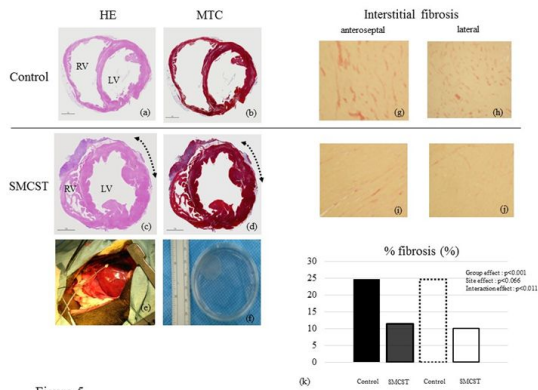 HE
MTC
Interstitial fibrosis
anteroseptal
lateral
Control
RV
LV
(a)
(b)
(g)
(h)
SMCST
RV
LV
(c)
(d)
(i)
(j)
(e)
(f)
% fibrosis (%)
30
25
20
15
10
5
0
Group effect : p<0.001
Site effect : p<0.066
Interaction effect : p<0.011
Control
SMCST
Control
SMCST
(k)